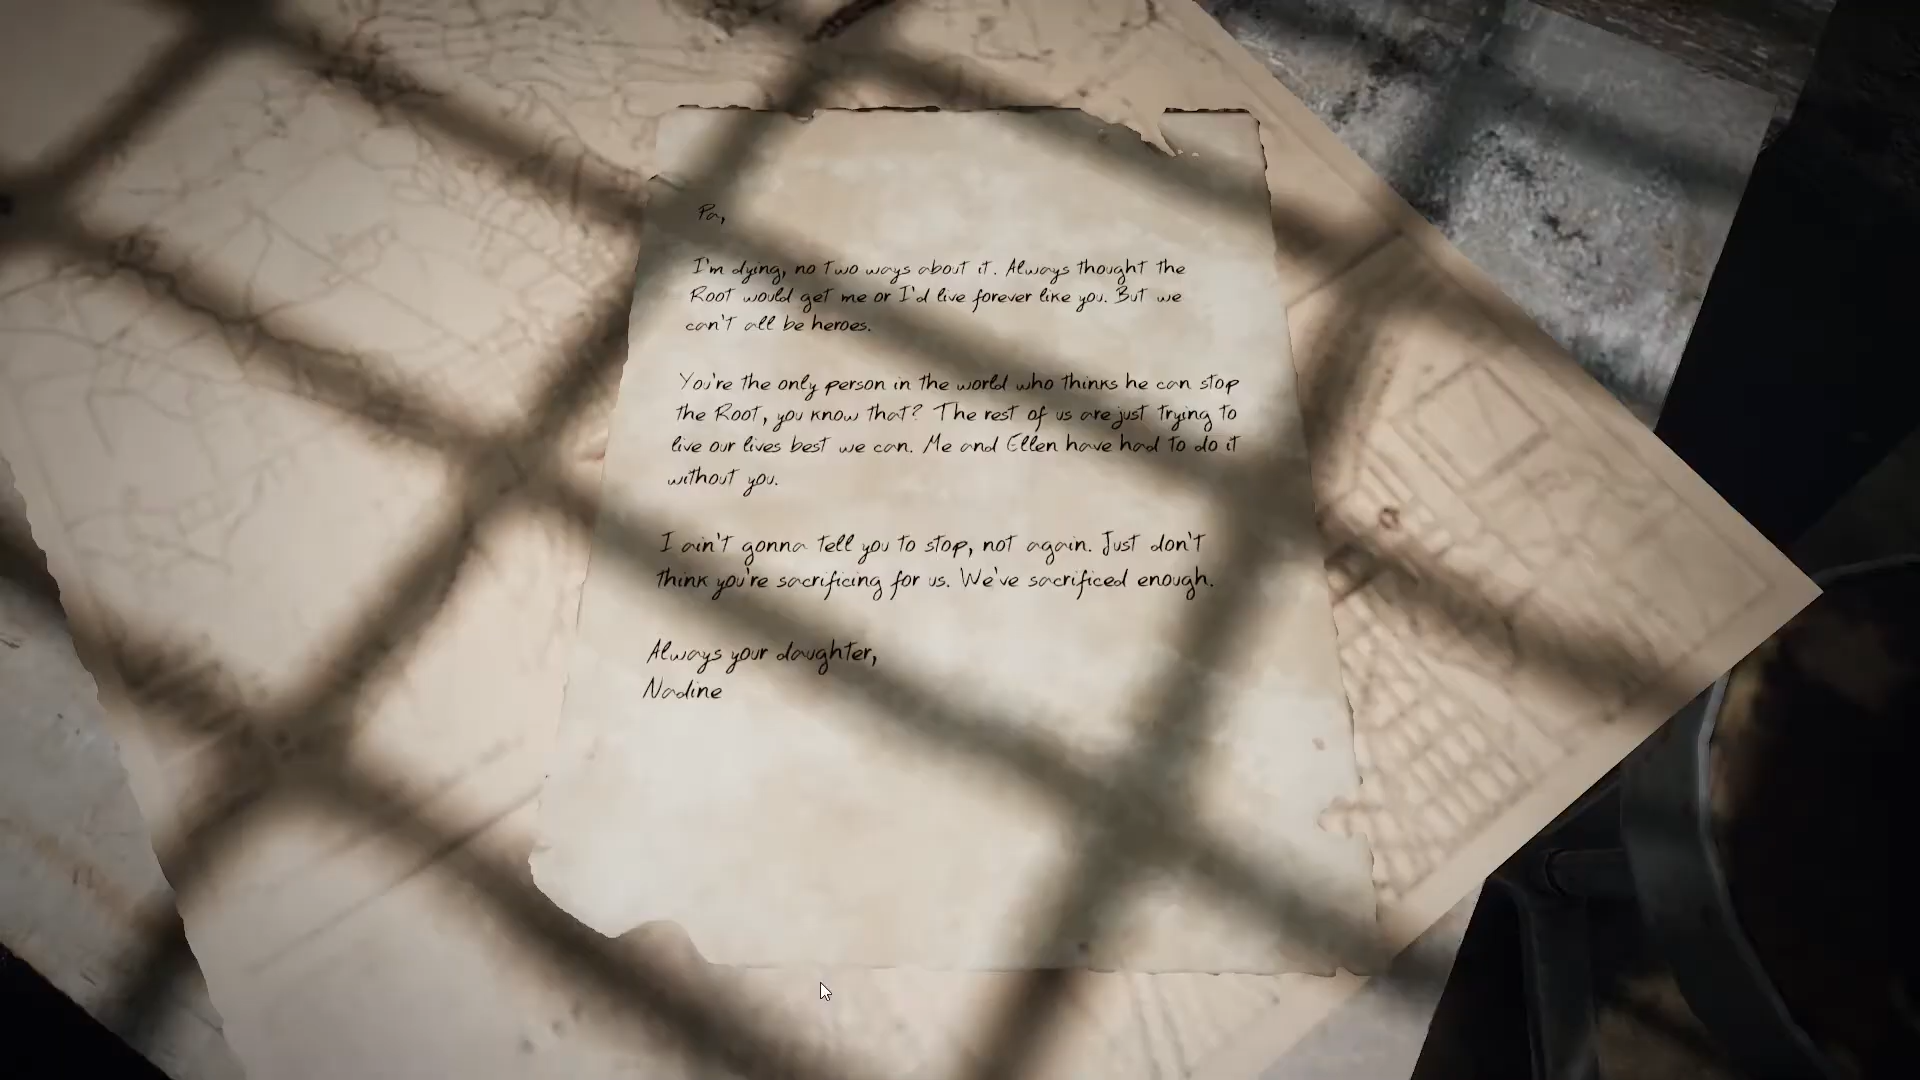 Pa,
I'm dying, no two ways about it. Always thought the
Root would get me or I'd live forever like you. But we
can't all be heroes.
You're the only person in the world who thinks he can stop
the Root, you know that? The rest of us are just trying to
live our lives best we can. Me and Ellen have had to do it
without you.
I ain't gonna tell you to stop, not again. Just don't
think you're sacrificing for us. We've sacrificed enough.
Always your daughter,
Nadine